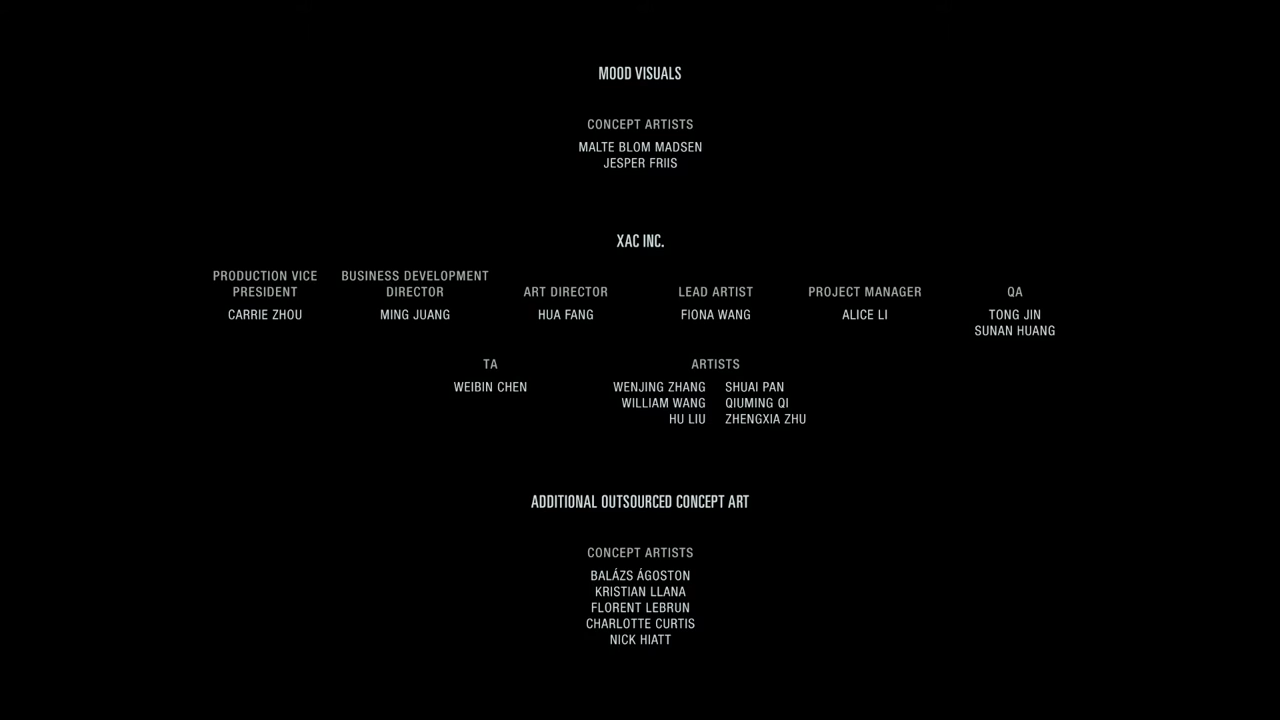 MOOD VISUALS
CONCEPT ARTISTS
MALTE BLOM MADSEN
JESPER FRIIS
XAC INC.
PRODUCTION VICE PRESIDENT
CARRIE ZHOU
BUSINESS DEVELOPMENT DIRECTOR
MING JUANG
ART DIRECTOR
HUA FANG
LEAD ARTIST
FIONA WANG
PROJECT MANAGER
ALICE LI
QA
TONG JIN
SUNAN HUANG
TA
WEIBIN CHEN
ARTISTS
WENJING ZHANG SHUAI PAN
WILLIAM WANG QIUMING QI
HU LIU ZHENGXIA ZHU
ADDITIONAL OUTSOURCED CONCEPT ART
CONCEPT ARTISTS
BALÁZS ÁGOSTON
KRISTIAN LLANA
FLORENT LEBRUN
CHARLOTTE CURTIS
NICK HIATT